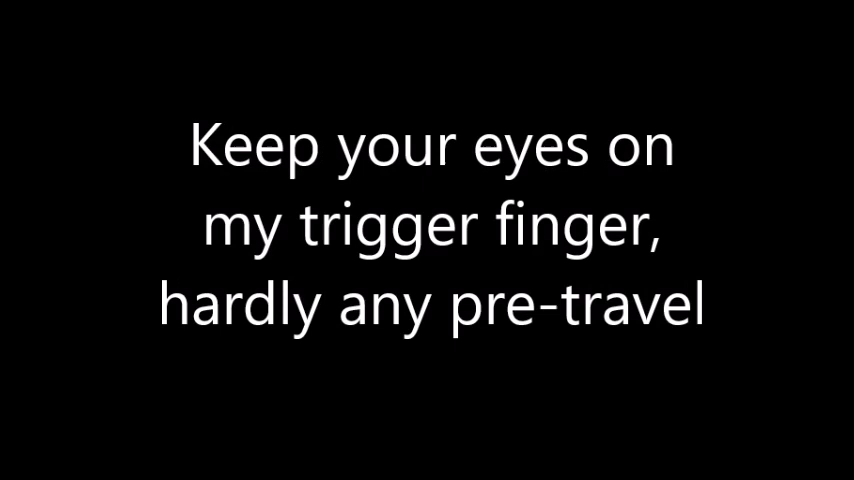 Keep your eyes on
my trigger finger,
hardly any pre-travel